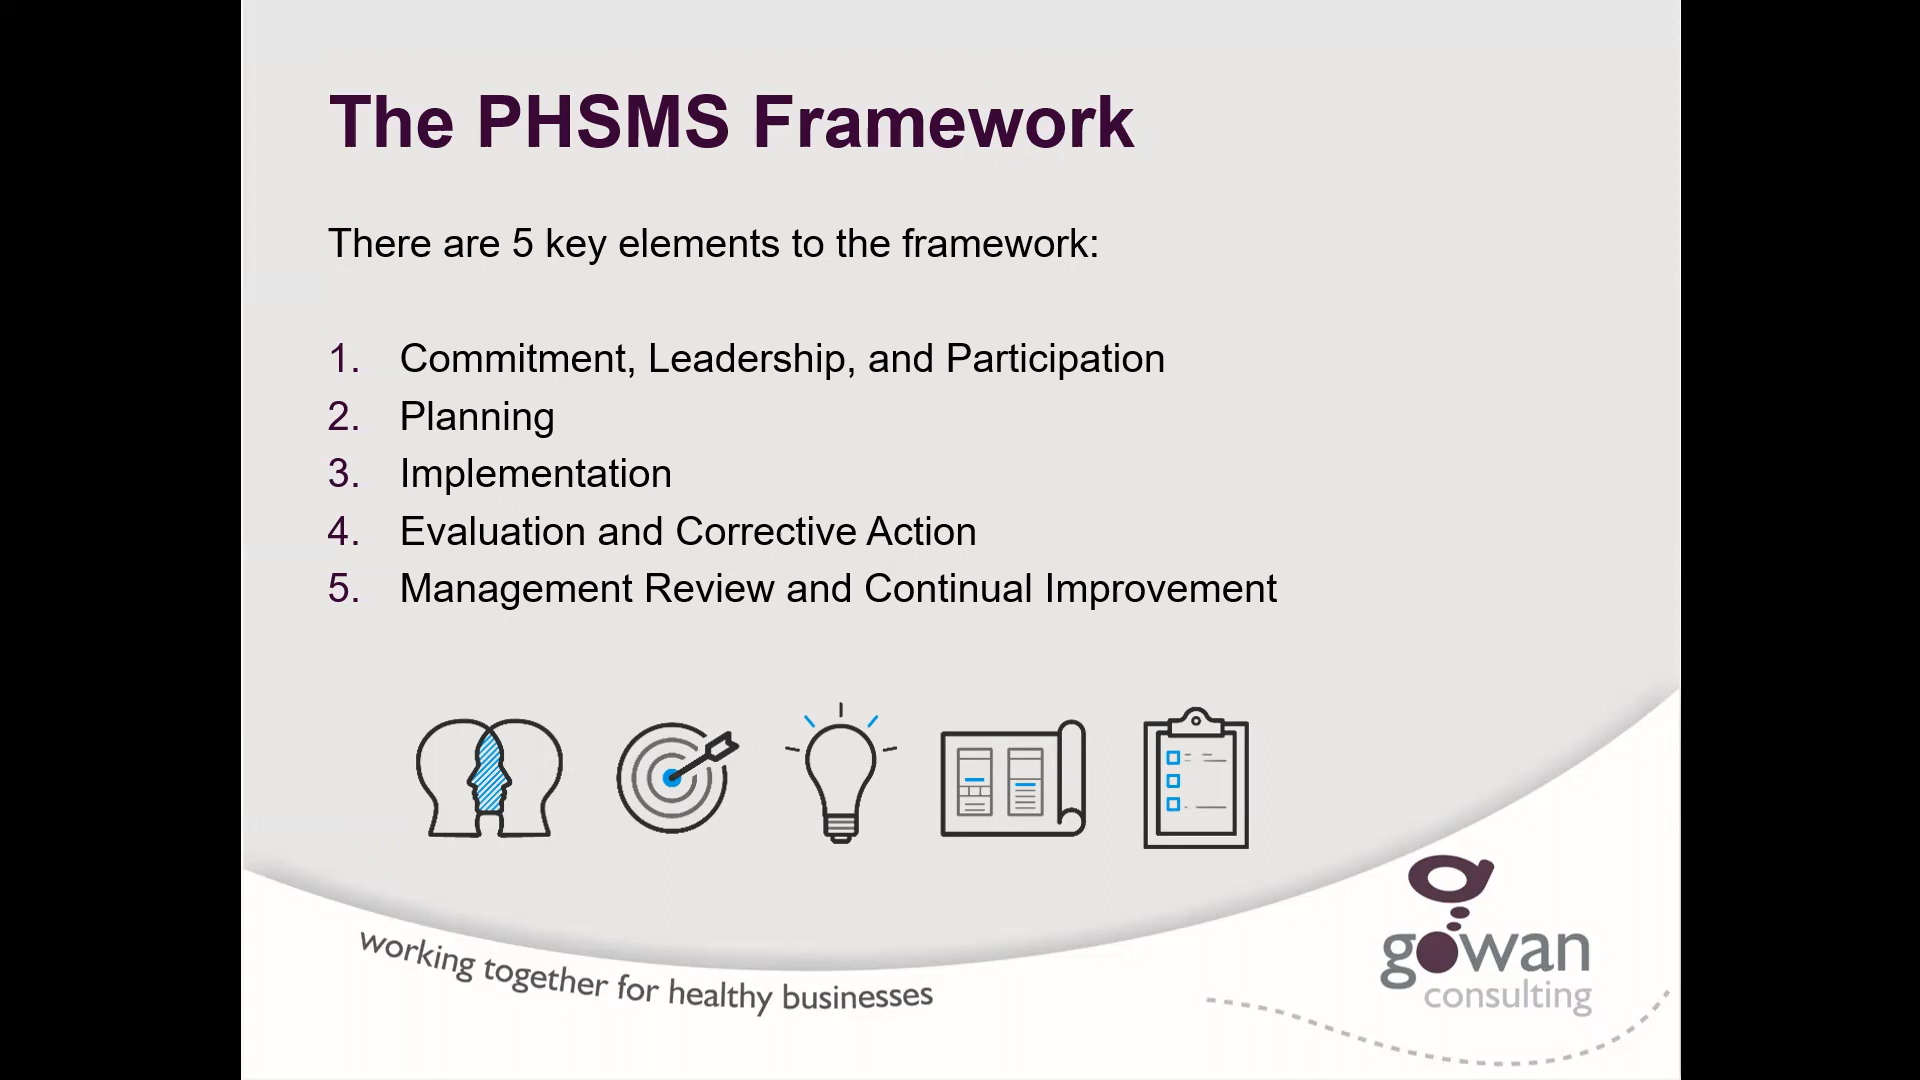 The PHSMS Framework
There are 5 key elements to the framework:
1. Commitment, Leadership, and Participation
2. Planning
3. Implementation
4. Evaluation and Corrective Action
5. Management Review and Continual Improvement
working together for healthy businesses
gowan
consulting